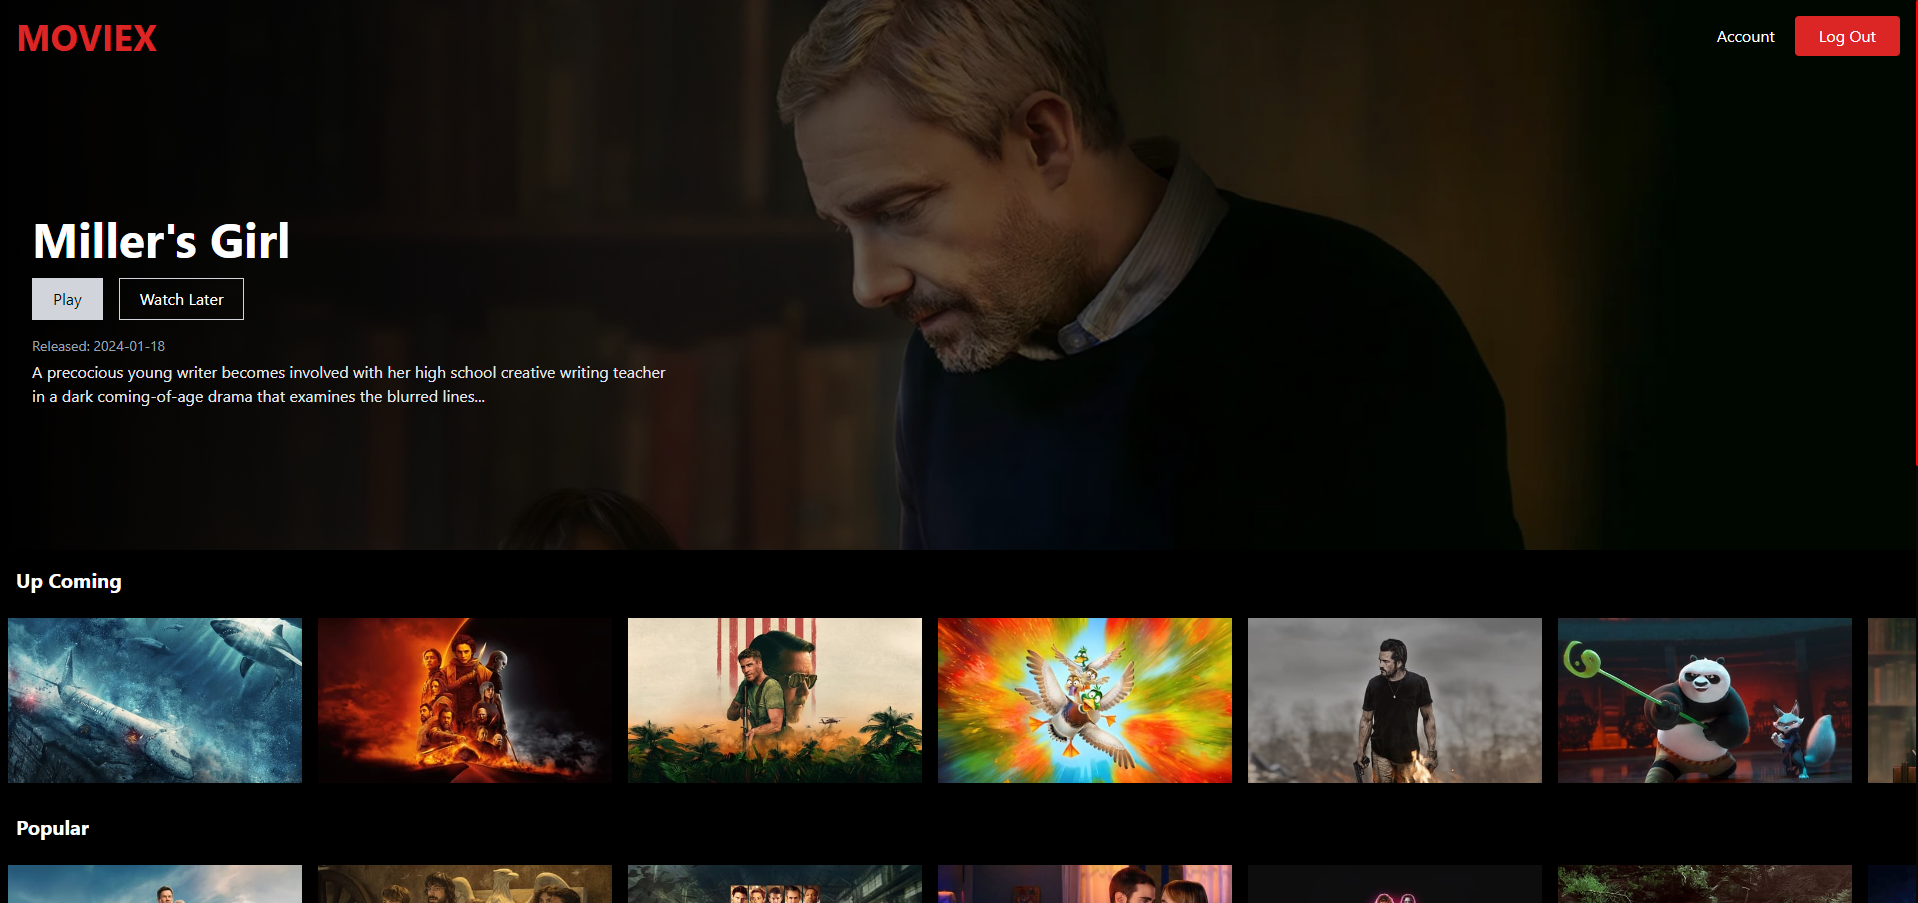 MOVIEX
Account
Log Out
Miller's Girl
Play
Watch Later
Released: 2024-01-18
A precocious young writer becomes involved with her high school creative writing teacher
in a dark coming-of-age drama that examines the blurred lines...
Up Coming
Popular